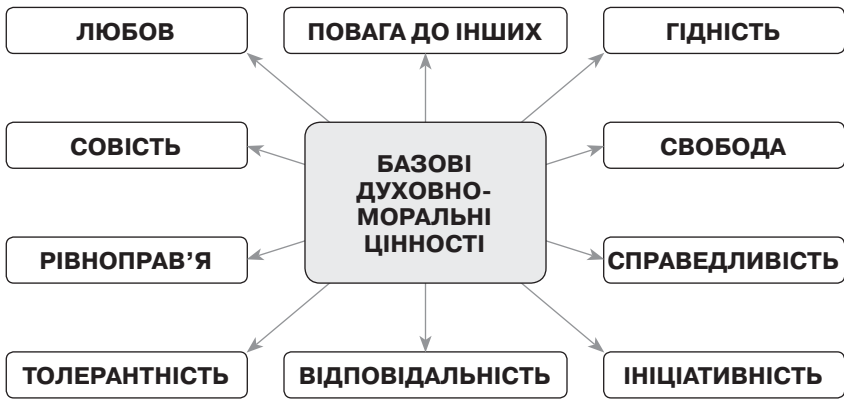 ЛЮБОВ
ПОВАГА ДО ІНШИХ
ГІДНІСТЬ
СОВІСТЬ
БАЗОВІ
ДУХОВНО-
МОРАЛЬНІ
ЦІННОСТІ
СВОБОДА
РІВНОПРАВ’Я
СПРАВЕДЛИВІСТЬ
ТОЛЕРАНТНІСТЬ
ВІДПОВІДАЛЬНІСТЬ
ІНІЦІАТИВНІСТЬ